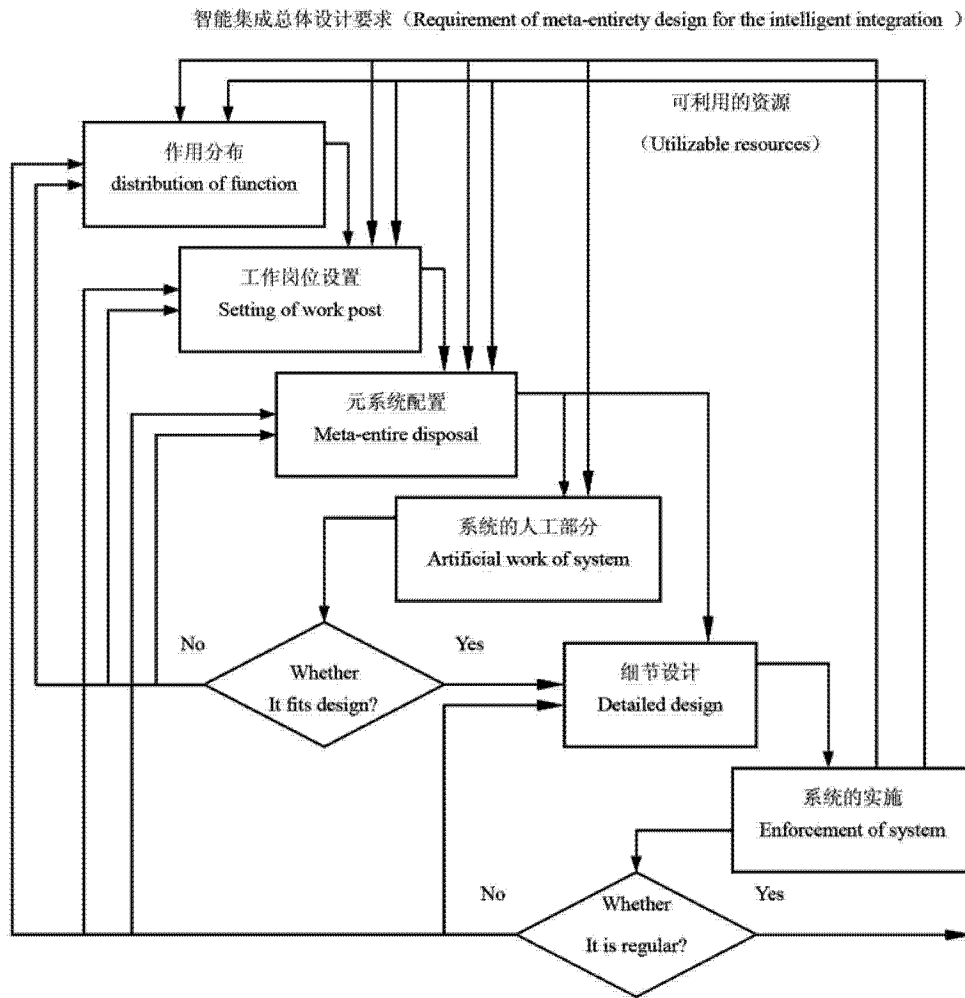 智能集成总体设计要求（Requirement of meta-entirety design for the intelligent integration ）
可利用的资源
（Utilizable resources）
作用分布
distribution of function
工作岗位设置
Setting of work post
元系统配置
Meta-entire disposal
系统的人工部分
Artificial work of system
No
Yes
Whether
It fits design?
细节设计
Detailed design
系统的实施
Enforcement of system
No
Yes
Whether
It is regular?